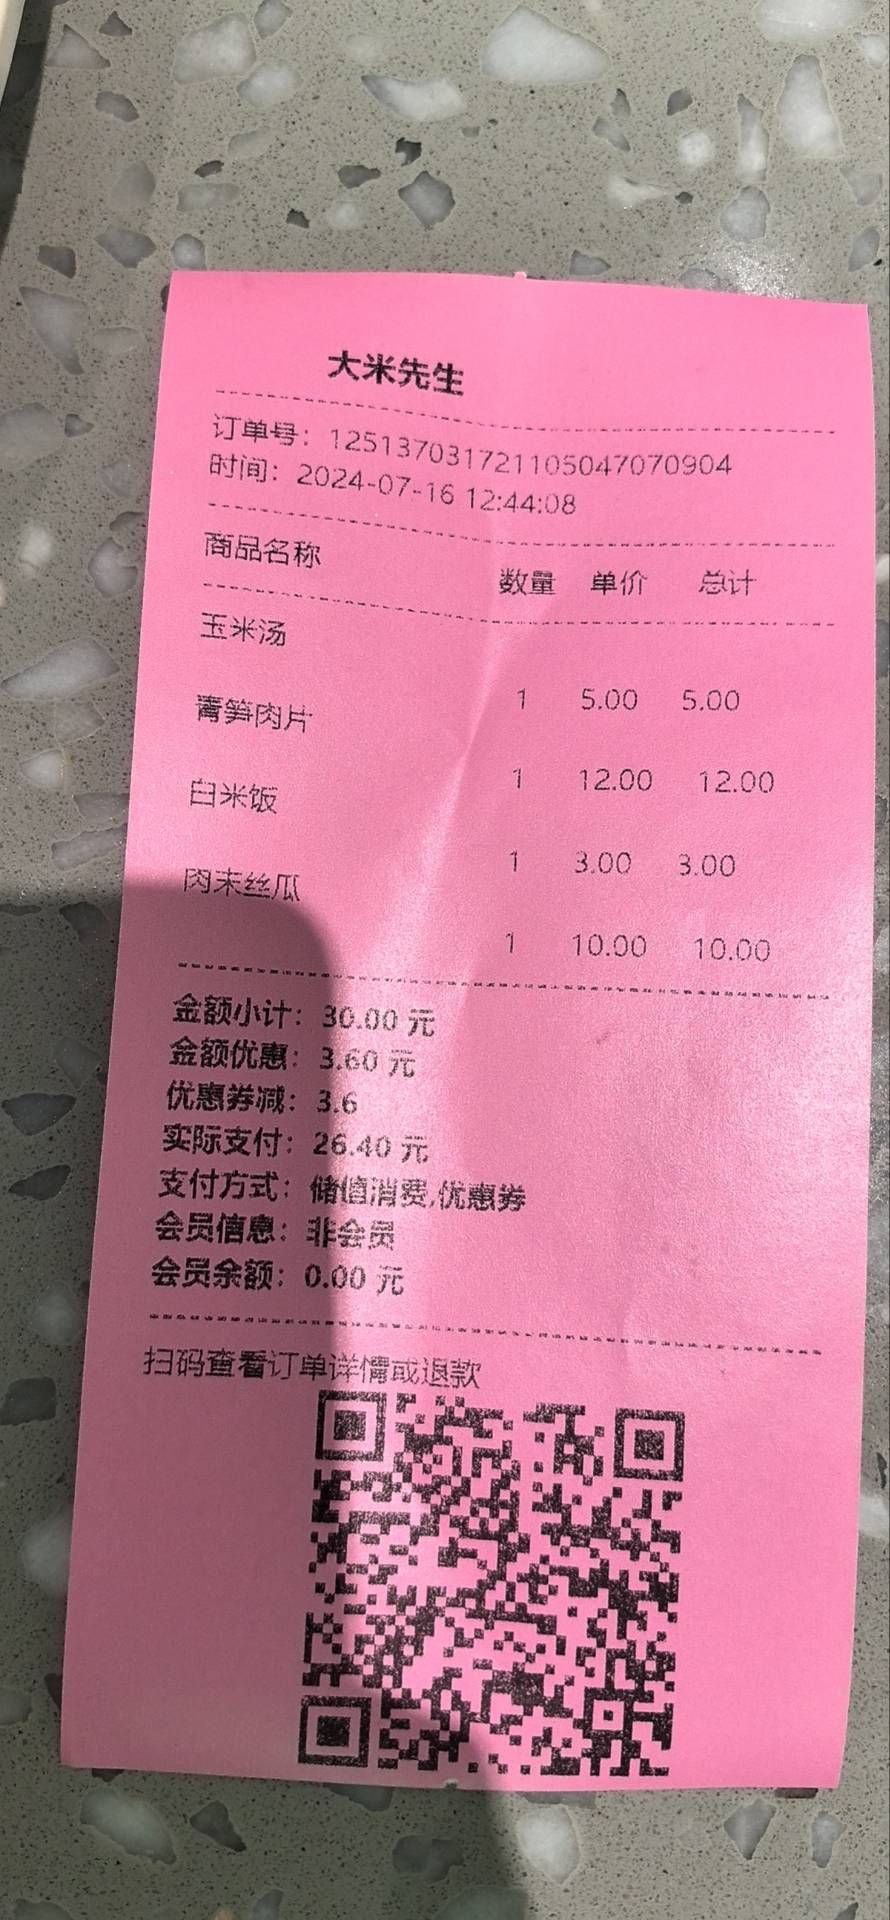 大米先生
订单号：12513703172110504707​0904
时间：2024-07-16 12:44:08
商品名称 数量 单价 总计
玉米汤
1 5.00 5.00
青笋肉片
1 12.00 12.00
白米饭
1 3.00 3.00
肉末丝瓜
1 10.00 10.00
金额小计：30.00 元
金额优惠：3.60 元
优惠券减：3.6
实际支付：26.40 元
支付方式：储值消费,优惠券
会员信息：非会员
会员余额：0.00 元
扫码查看订单详情或退款